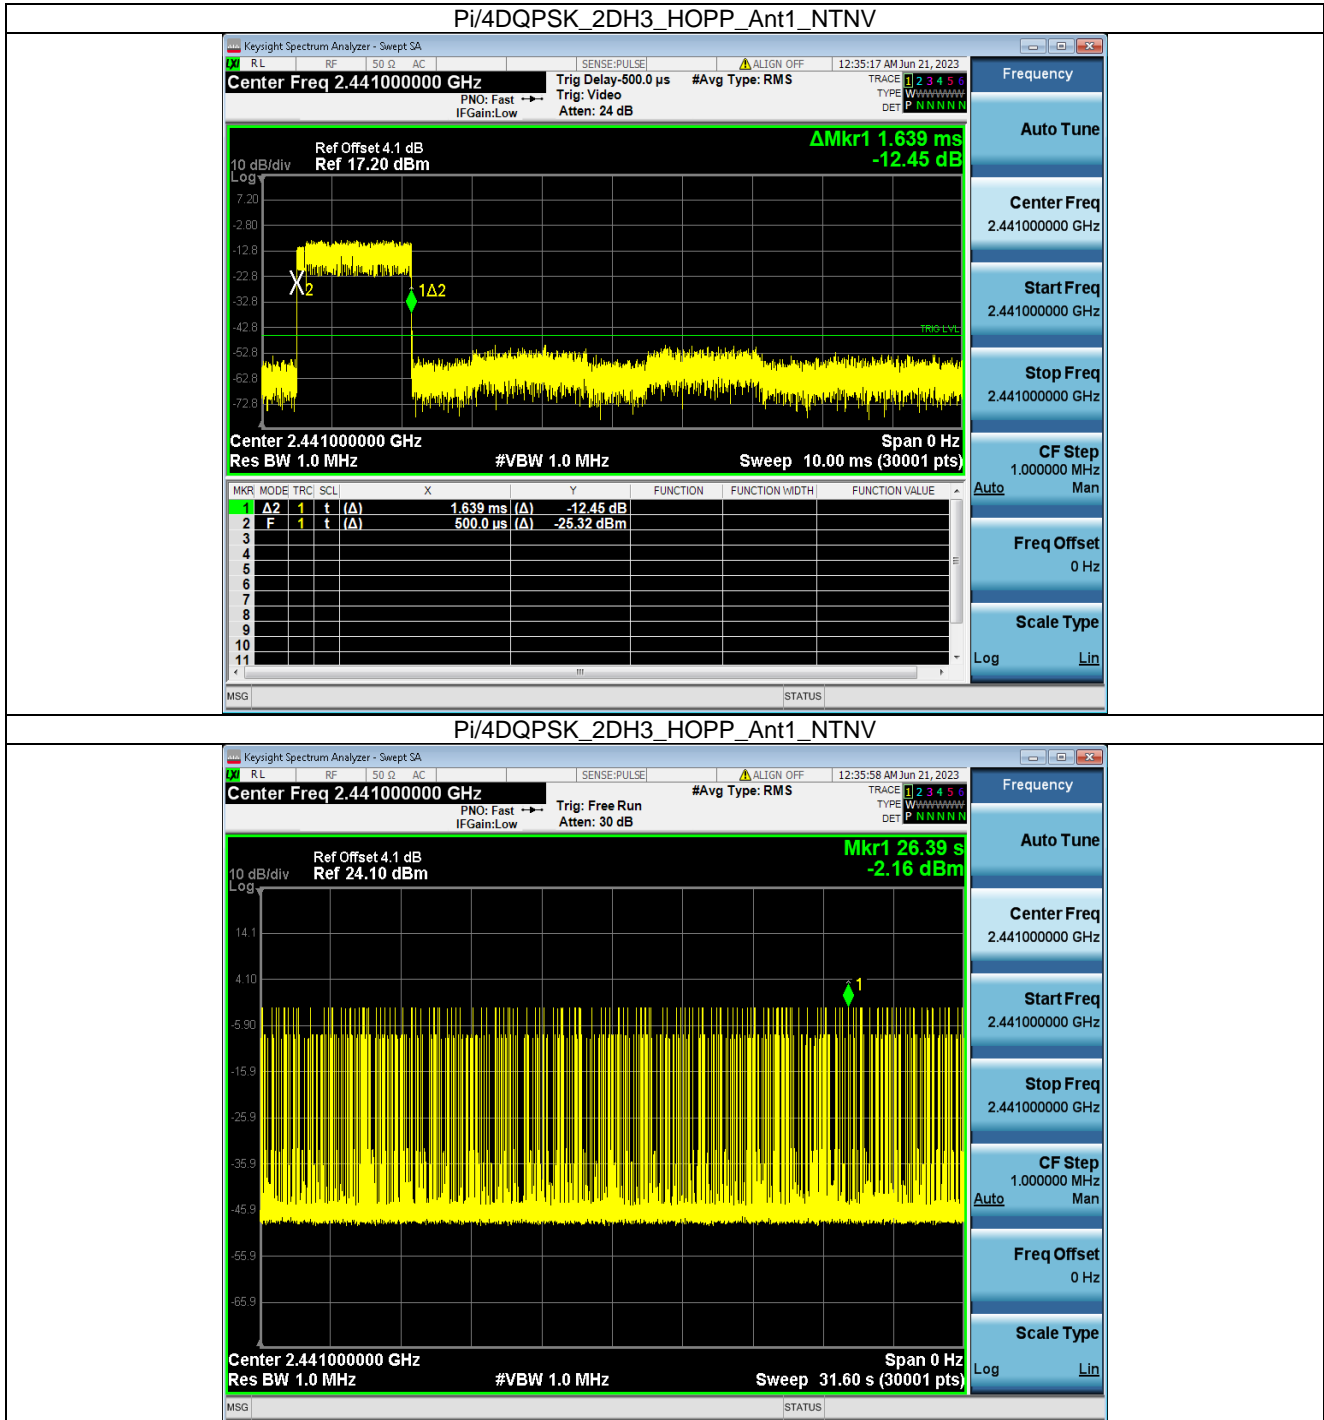 Pi/4DQPSK_2DH3_HOPP_Ant1_NTNV
Keysight Spectrum Analyzer - Swept SA
LXI RL RF 50 Ω AC SENSE:PULSE ALIGN OFF 12:35:17 AM Jun 21, 2023
Center Freq 2.441000000 GHz
PNO: Fast
IFGain:Low
Trig Delay-500.0 µs
Trig: Video
Atten: 24 dB
#Avg Type: RMS
TRACE 1 2 3 4 5 6
TYPE WWWWWW
DET P N N N N N
Frequency
Auto Tune
Center Freq
2.441000000 GHz
Start Freq
2.441000000 GHz
Stop Freq
2.441000000 GHz
CF Step
1.000000 MHz
Auto Man
Freq Offset
0 Hz
Scale Type
Log Lin
ΔMkr1 1.639 ms
-12.45 dB
Ref Offset 4.1 dB
10 dB/div Ref 17.20 dBm
Log
7.20
-2.80
-12.8
-22.8
-32.8
-42.8
-52.8
-62.8
-72.8
X2
1Δ2
TRIG LVL
Center 2.441000000 GHz Span 0 Hz
Res BW 1.0 MHz #VBW 1.0 MHz Sweep 10.00 ms (30001 pts)
MKR MODE TRC SCL X Y FUNCTION FUNCTION WIDTH FUNCTION VALUE
1 Δ2 1 t (Δ) 1.639 ms (Δ) -12.45 dB
2 F 1 t (Δ) 500.0 µs (Δ) -25.32 dBm
3
4
5
6
7
8
9
10
11
MSG STATUS
Pi/4DQPSK_2DH3_HOPP_Ant1_NTNV
Keysight Spectrum Analyzer - Swept SA
LXI RL RF 50 Ω AC SENSE:PULSE ALIGN OFF 12:35:58 AM Jun 21, 2023
Center Freq 2.441000000 GHz
PNO: Fast
IFGain:Low
Trig: Free Run
Atten: 30 dB
#Avg Type: RMS
TRACE 1 2 3 4 5 6
TYPE WWWWWW
DET P N N N N N
Frequency
Auto Tune
Center Freq
2.441000000 GHz
Start Freq
2.441000000 GHz
Stop Freq
2.441000000 GHz
CF Step
1.000000 MHz
Auto Man
Freq Offset
0 Hz
Scale Type
Log Lin
Mkr1 26.39 s
-2.16 dBm
Ref Offset 4.1 dB
10 dB/div Ref 24.10 dBm
Log
14.1
4.10
-5.90
-15.9
-25.9
-35.9
-45.9
-55.9
-65.9
1
Center 2.441000000 GHz Span 0 Hz
Res BW 1.0 MHz #VBW 1.0 MHz Sweep 31.60 s (30001 pts)
MSG STATUS